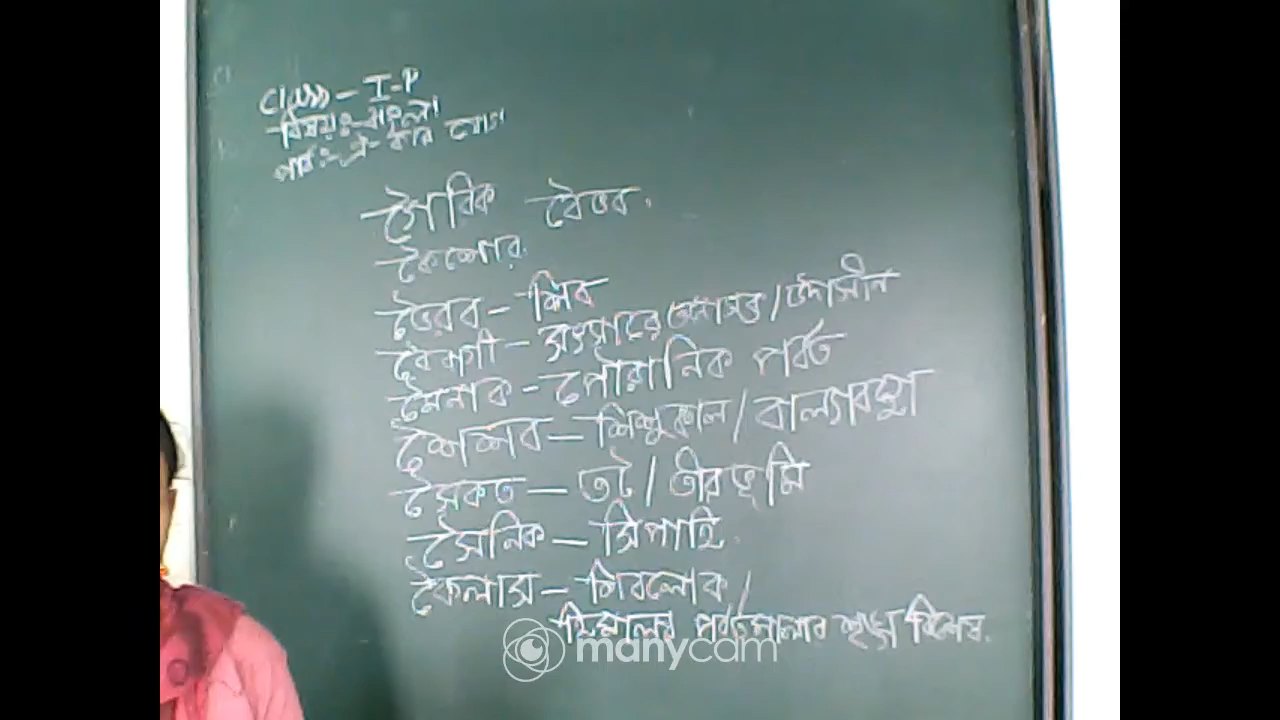 Class – I-P
বিষয়ঃ- বাংলা
পাঠঃ- ঐ- কার যোগ
গৈরিক বৈভব.
কৈশোর.
ভৈরব – শিব
বৈরাগী – সংসারে অনাসক্ত / উদাসীন
মৈনাক – পৌরানিক পর্বত
শৈশব – শিশুকাল / বাল্যাবস্থা
সৈকত – তট / তীরভূমি
সৈনিক – সিপাহি.
কৈলাস – শিবলোক /
হিমালয় পর্বতমালার শৃঙ্গ বিশেষ.
manycam